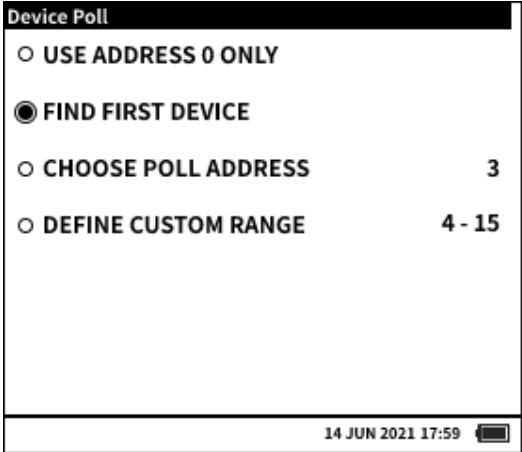 Device Poll
USE ADDRESS 0 ONLY
FIND FIRST DEVICE
CHOOSE POLL ADDRESS 3
DEFINE CUSTOM RANGE 4 - 15
14 JUN 2021 17:59